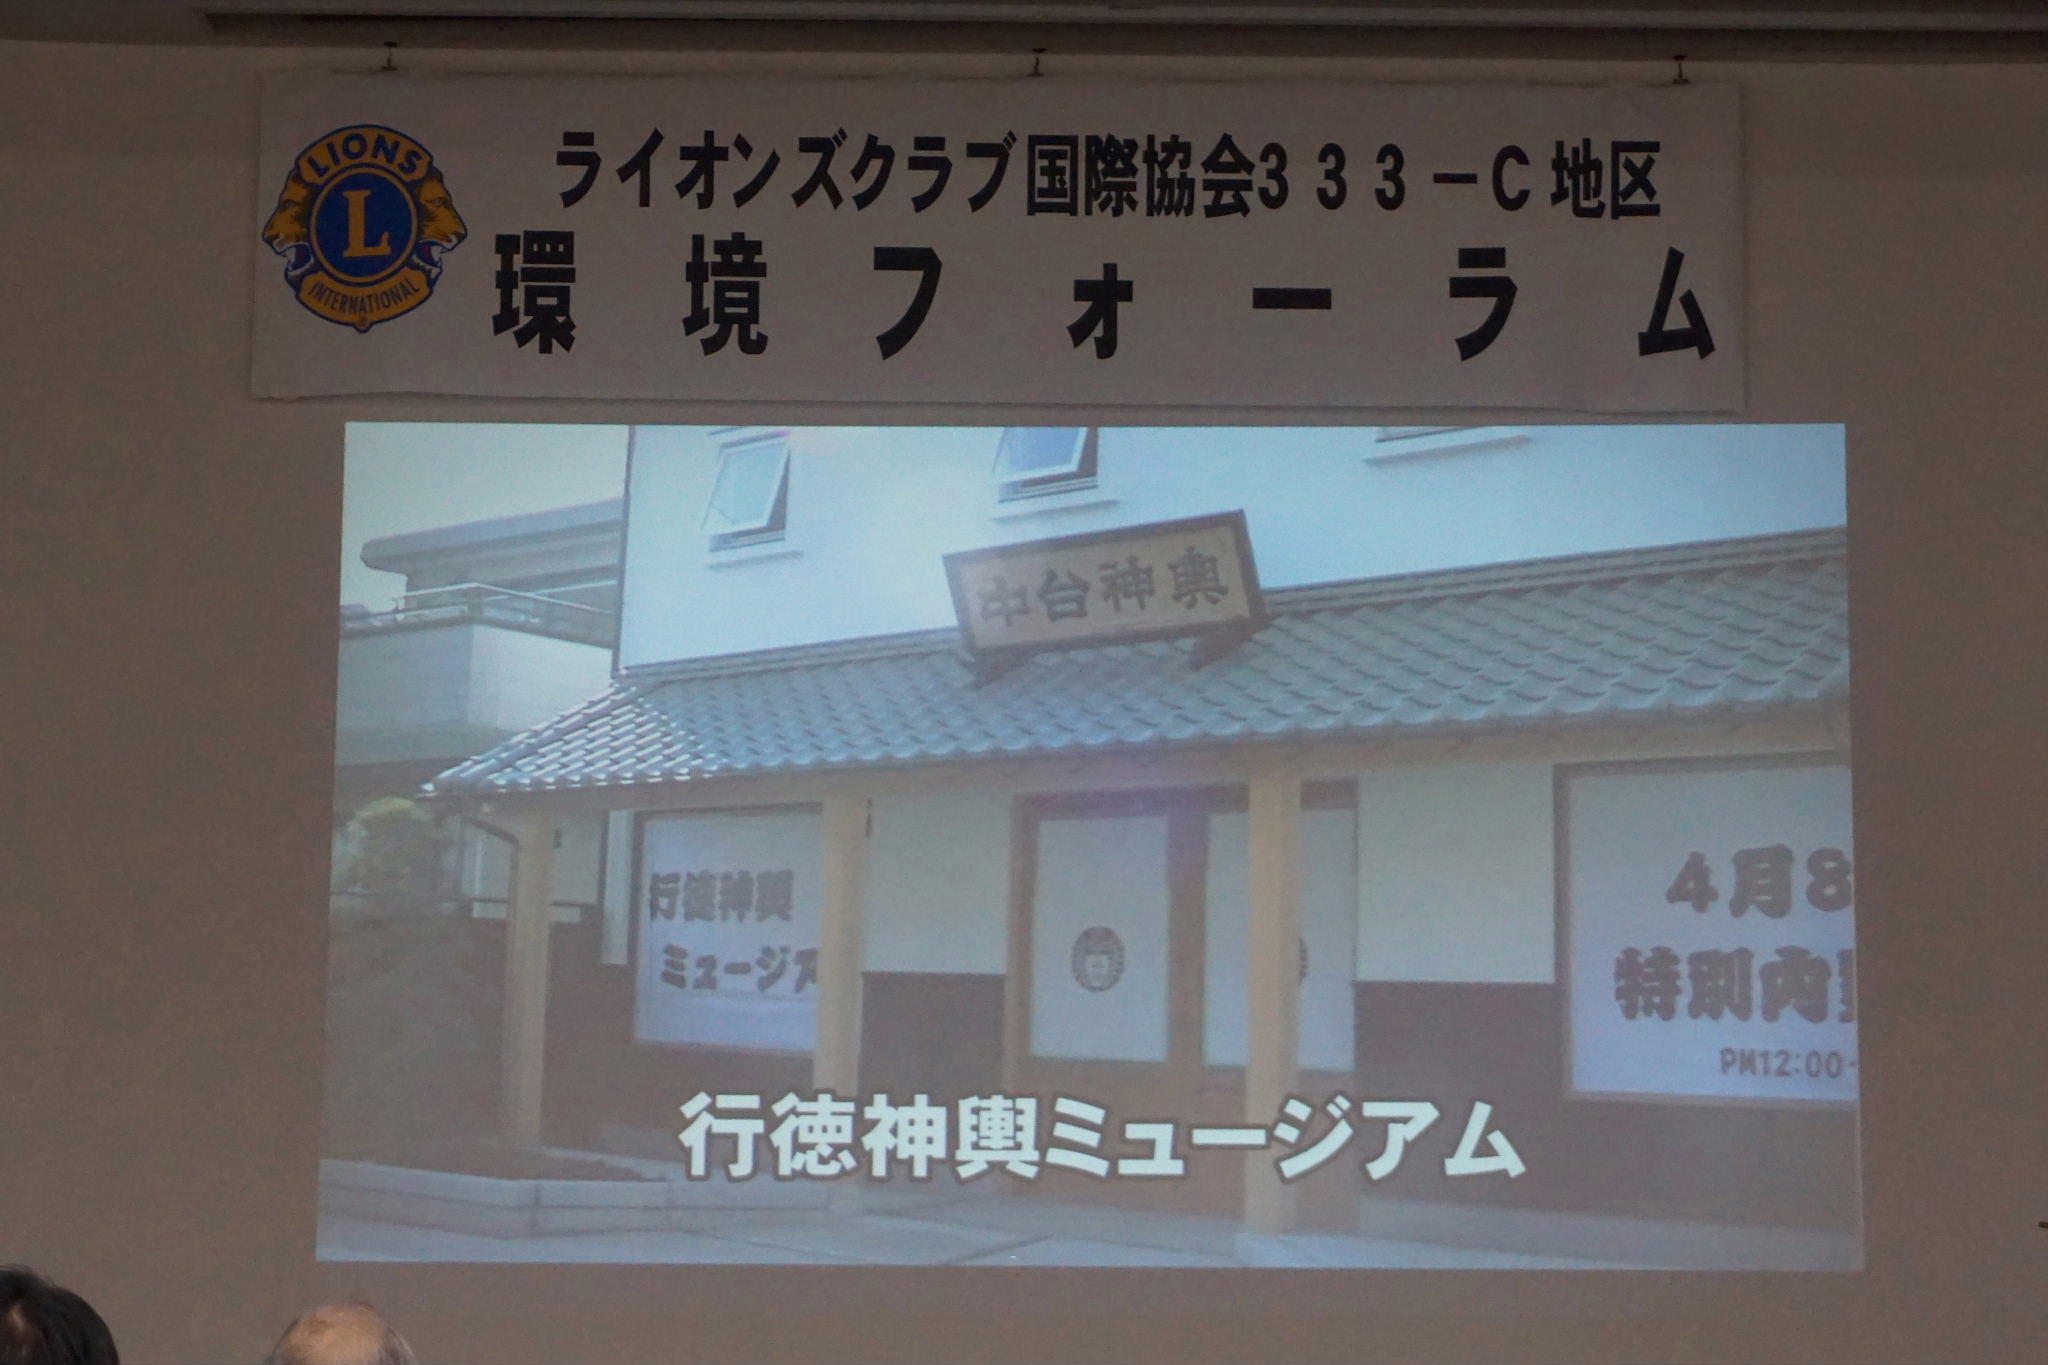 LIONS
L
INTERNATIONAL
ライオンズクラブ国際協会333-C地区
環境フォーラム
中台神輿
行徳神輿
ミュージア
4月8
特別内
PM12:00
行徳神輿ミュージアム